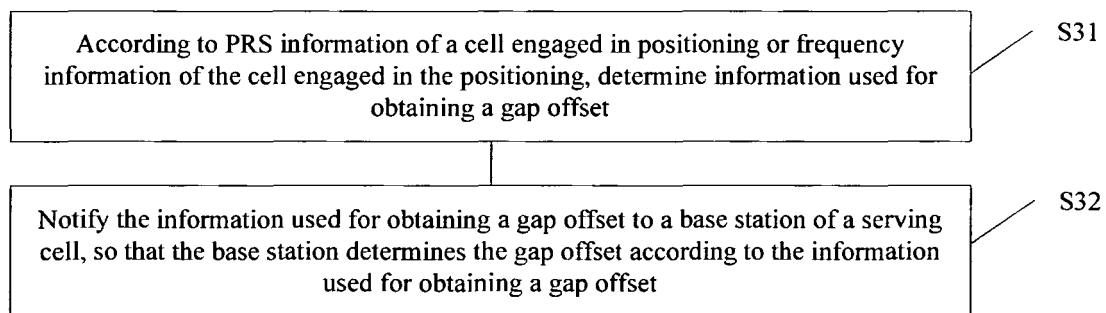 According to PRS information of a cell engaged in positioning or frequency
information of the cell engaged in the positioning, determine information used for
obtaining a gap offset
S31
Notify the information used for obtaining a gap offset to a base station of a serving
cell, so that the base station determines the gap offset according to the information
used for obtaining a gap offset
S32